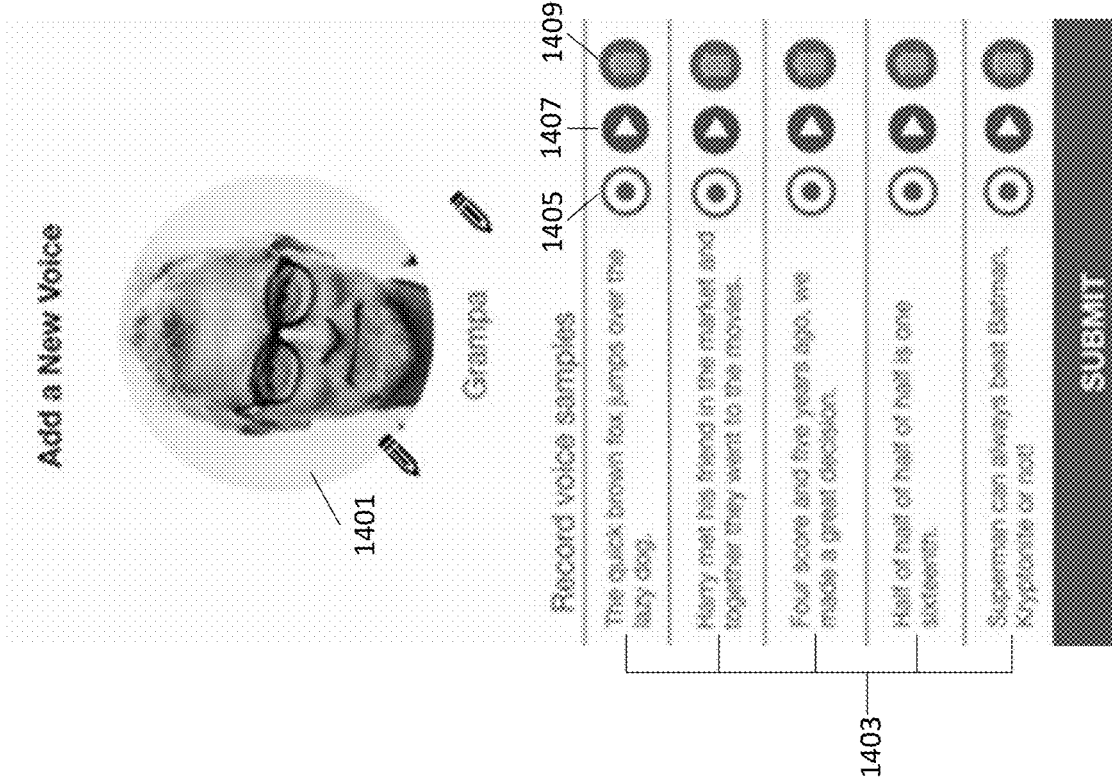 Add a New Voice
1401
Grampa
Record voice samples
1405
1407
1409
The quick brown fox jumps over the
lazy dog.
Harry met his friend in the market and
together they went to the movies.
Four score and five years ago, we
made a great decision.
Half of half of half of half is one
sixteenth.
Superman can always beat Batman,
Kryptonite or not!
1403
SUBMIT